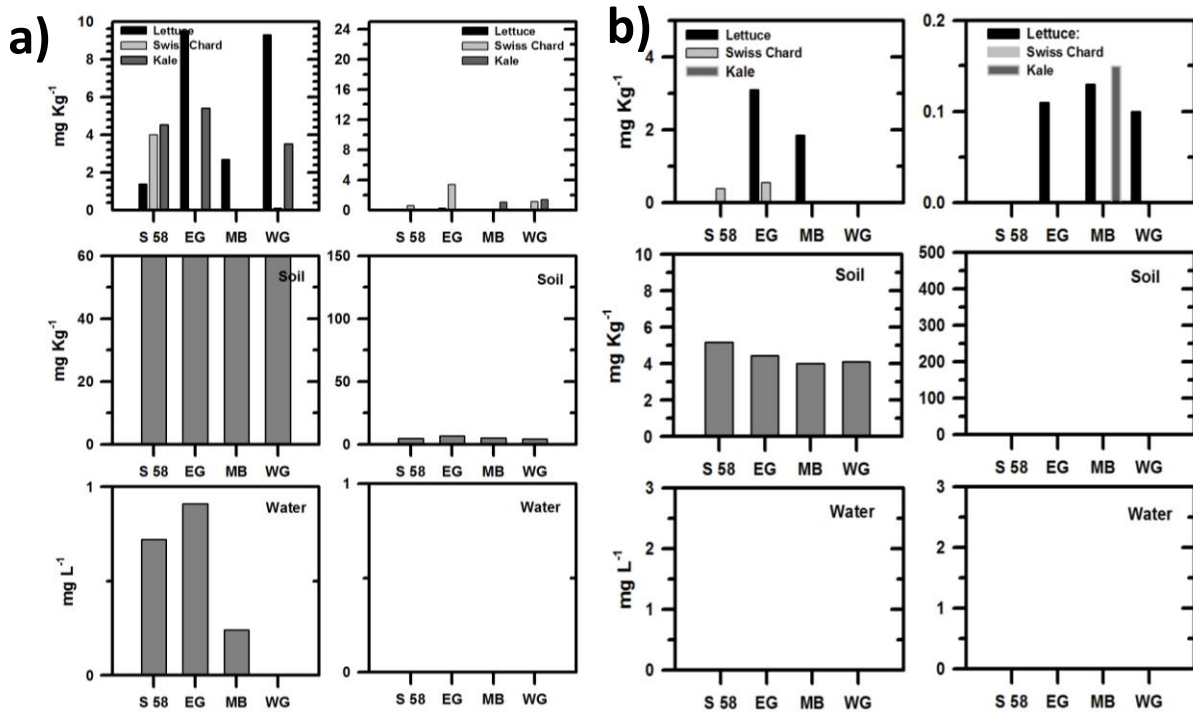 a)
mg Kg-1
10
8
6
4
2
0
Lettuce
Swiss Chard
Kale
S 58 EG MB WG
24
20
16
12
8
4
0
Lettuce
Swiss Chard
Kale
S 58 EG MB WG
mg Kg-1
60
40
20
0
Soil
S 58 EG MB WG
150
100
50
0
Soil
S 58 EG MB WG
mg L-1
1
0
Water
S 58 EG MB WG
1
0
Water
S 58 EG MB WG
b)
mg Kg-1
4
2
0
Lettuce
Swiss Chard
Kale
S 58 EG MB WG
0.2
0.1
0.0
Lettuce:
Swiss Chard
Kale
S 58 EG MB WG
mg Kg-1
10
8
6
4
2
0
Soil
S 58 EG MB WG
500
400
300
200
100
0
Soil
S 58 EG MB WG
mg L-1
3
2
1
0
Water
S 58 EG MB WG
3
2
1
0
Water
S 58 EG MB WG